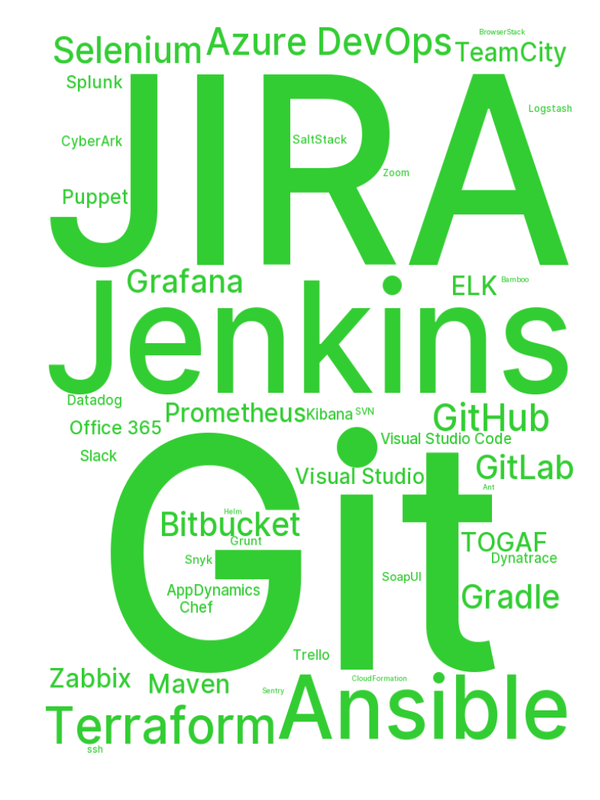 BrowserStack
Selenium Azure DevOps TeamCity
Splunk
JIRA
Logstash
CyberArk
SaltStack
Zoom
Puppet
Grafana
ELK Bamboo
Jenkins
Datadog
Prometheus Kibana SVN GitHub
Office 365
Visual Studio Code
Slack
GitLab
Visual Studio
Ant
Git
Helm
Bitbucket
Grunt
TOGAF
Snyk
Dynatrace
SoapUI
AppDynamics
Gradle
Chef
Trello
Zabbix
Maven
CloudFormation
Sentry
Ansible
Terraform
ssh